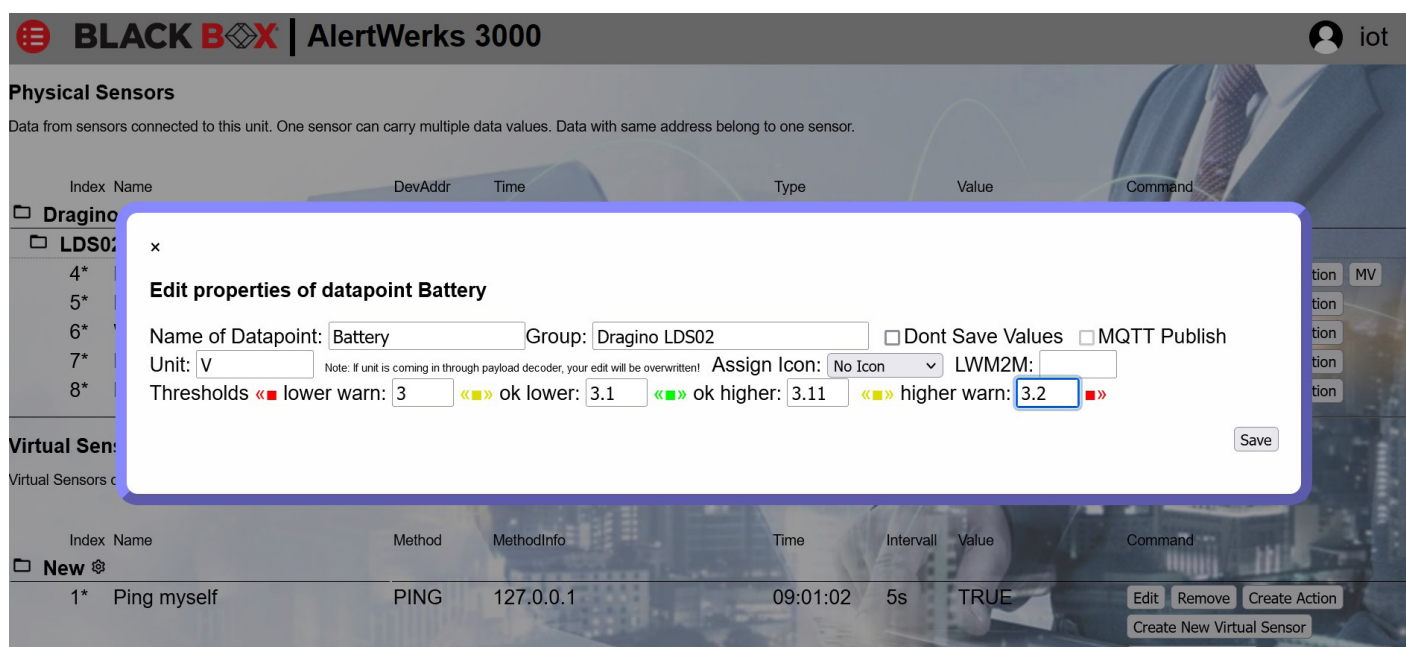 BLACK BOX | AlertWerks 3000 iot
Physical Sensors
Data from sensors connected to this unit. One sensor can carry multiple data values. Data with same address belong to one sensor.
Index Name DevAddr Time Type Value Command
Dragino
LDS02
4* tion MV
5* tion
6* tion
7* tion
8* tion
×
Edit properties of datapoint Battery
Name of Datapoint: Battery Group: Dragino LDS02 Dont Save Values MQTT Publish
Unit: V Note: If unit is coming in through payload decoder, your edit will be overwritten! Assign Icon: No Icon LWM2M:
Thresholds «■ lower warn: 3 «■» ok lower: 3.1 «■» ok higher: 3.11 «■» higher warn: 3.2 ■»
Save
Virtual Sen
Virtual Sensors
Index Name Method MethodInfo Time Intervall Value Command
New
1* Ping myself PING 127.0.0.1 09:01:02 5s TRUE Edit Remove Create Action
Create New Virtual Sensor